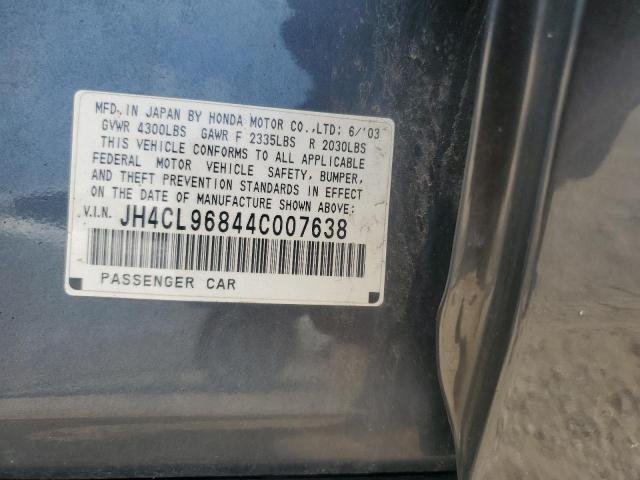 MFD. IN JAPAN BY HONDA MOTOR CO.,LTD: 6/'03
GVWR 4300LBS GAWR F 2335LBS R 2030LBS
THIS VEHICLE CONFORMS TO ALL APPLICABLE
FEDERAL MOTOR VEHICLE SAFETY, BUMPER,
AND THEFT PREVENTION STANDARDS IN EFFECT
ON THE DATE OF MANUFACTURE SHOWN ABOVE:
V.I.N. JH4CL96844C007638
PASSENGER CAR